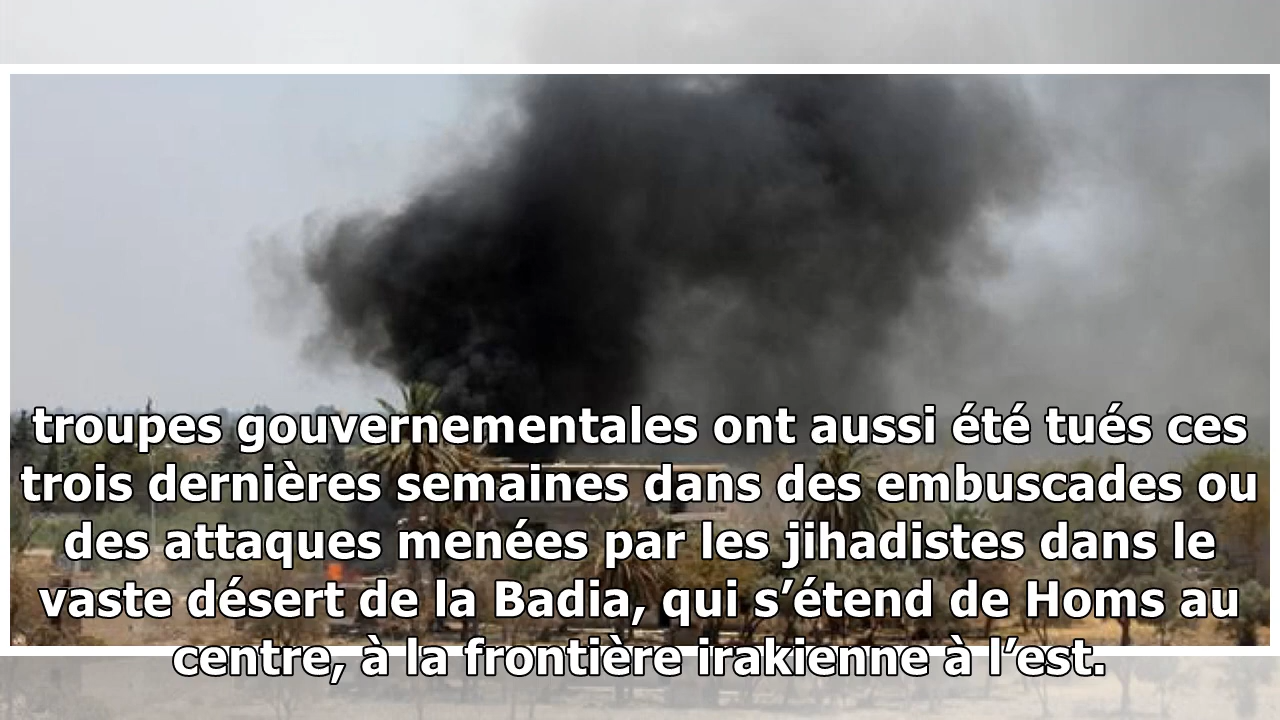 troupes gouvernementales ont aussi été tués ces
trois dernières semaines dans des embuscades ou
des attaques menées par les jihadistes dans le
vaste désert de la Badia, qui s’étend de Homs au
centre, à la frontière irakienne à l’est.